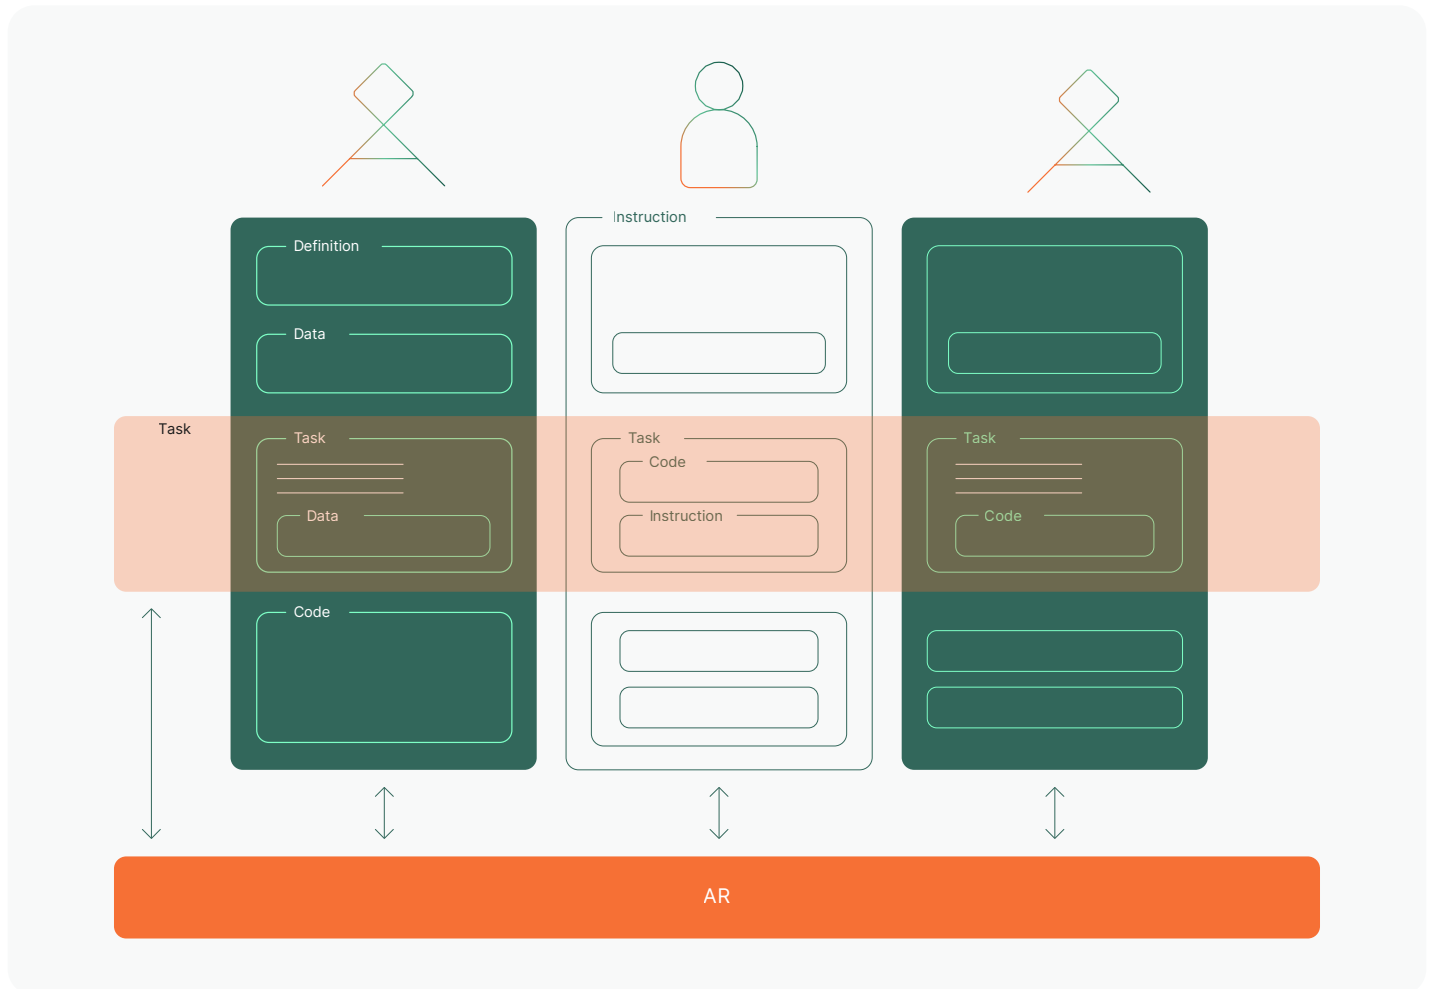 Instruction
Definition
Data
Task
Task
Task
Task
Code
Data
Instruction
Code
Code
AR